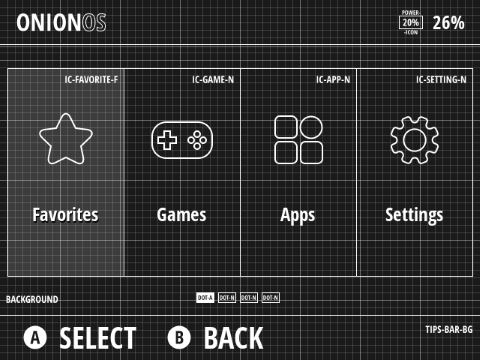 ONIONOS
POWER-
20%
-ICON
26%
IC-FAVORITE-F
IC-GAME-N
IC-APP-N
IC-SETTING-N
Favorites
Games
Apps
Settings
BACKGROUND
DOT-A
DOT-N
DOT-N
DOT-N
TIPS-BAR-BG
A SELECT
B BACK